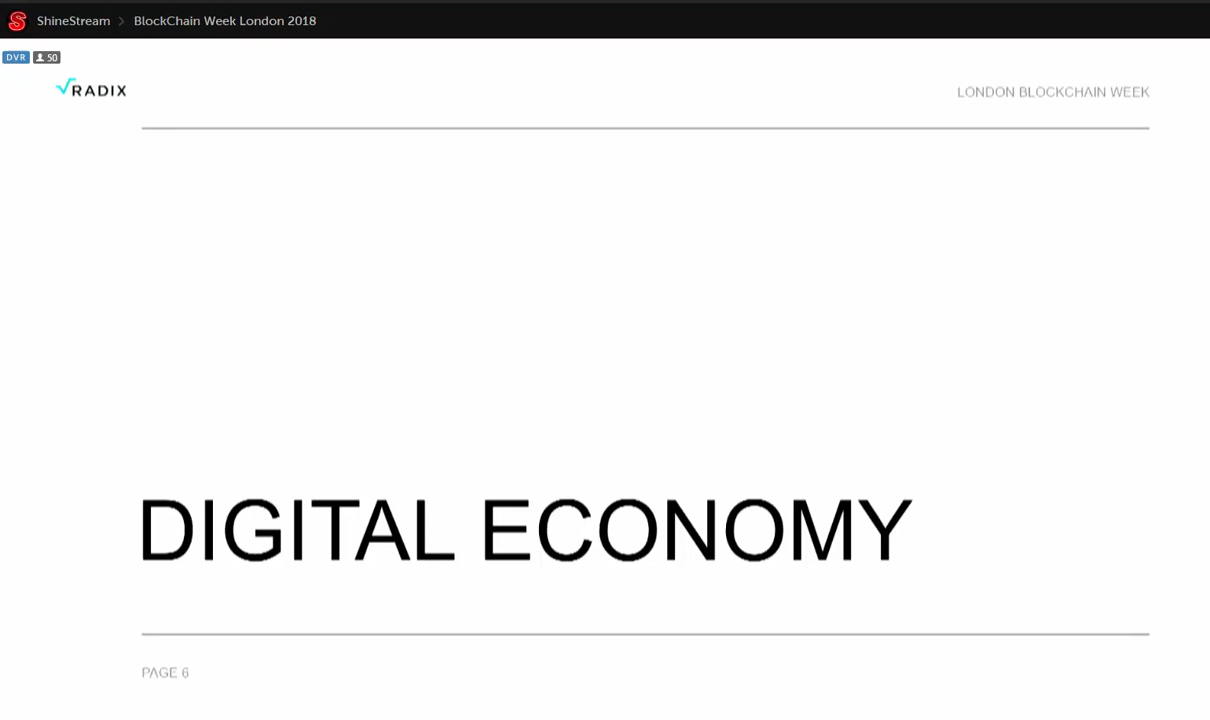 ShineStream > BlockChain Week London 2018
DVR 50
RADIX
LONDON BLOCKCHAIN WEEK
DIGITAL ECONOMY
PAGE 6